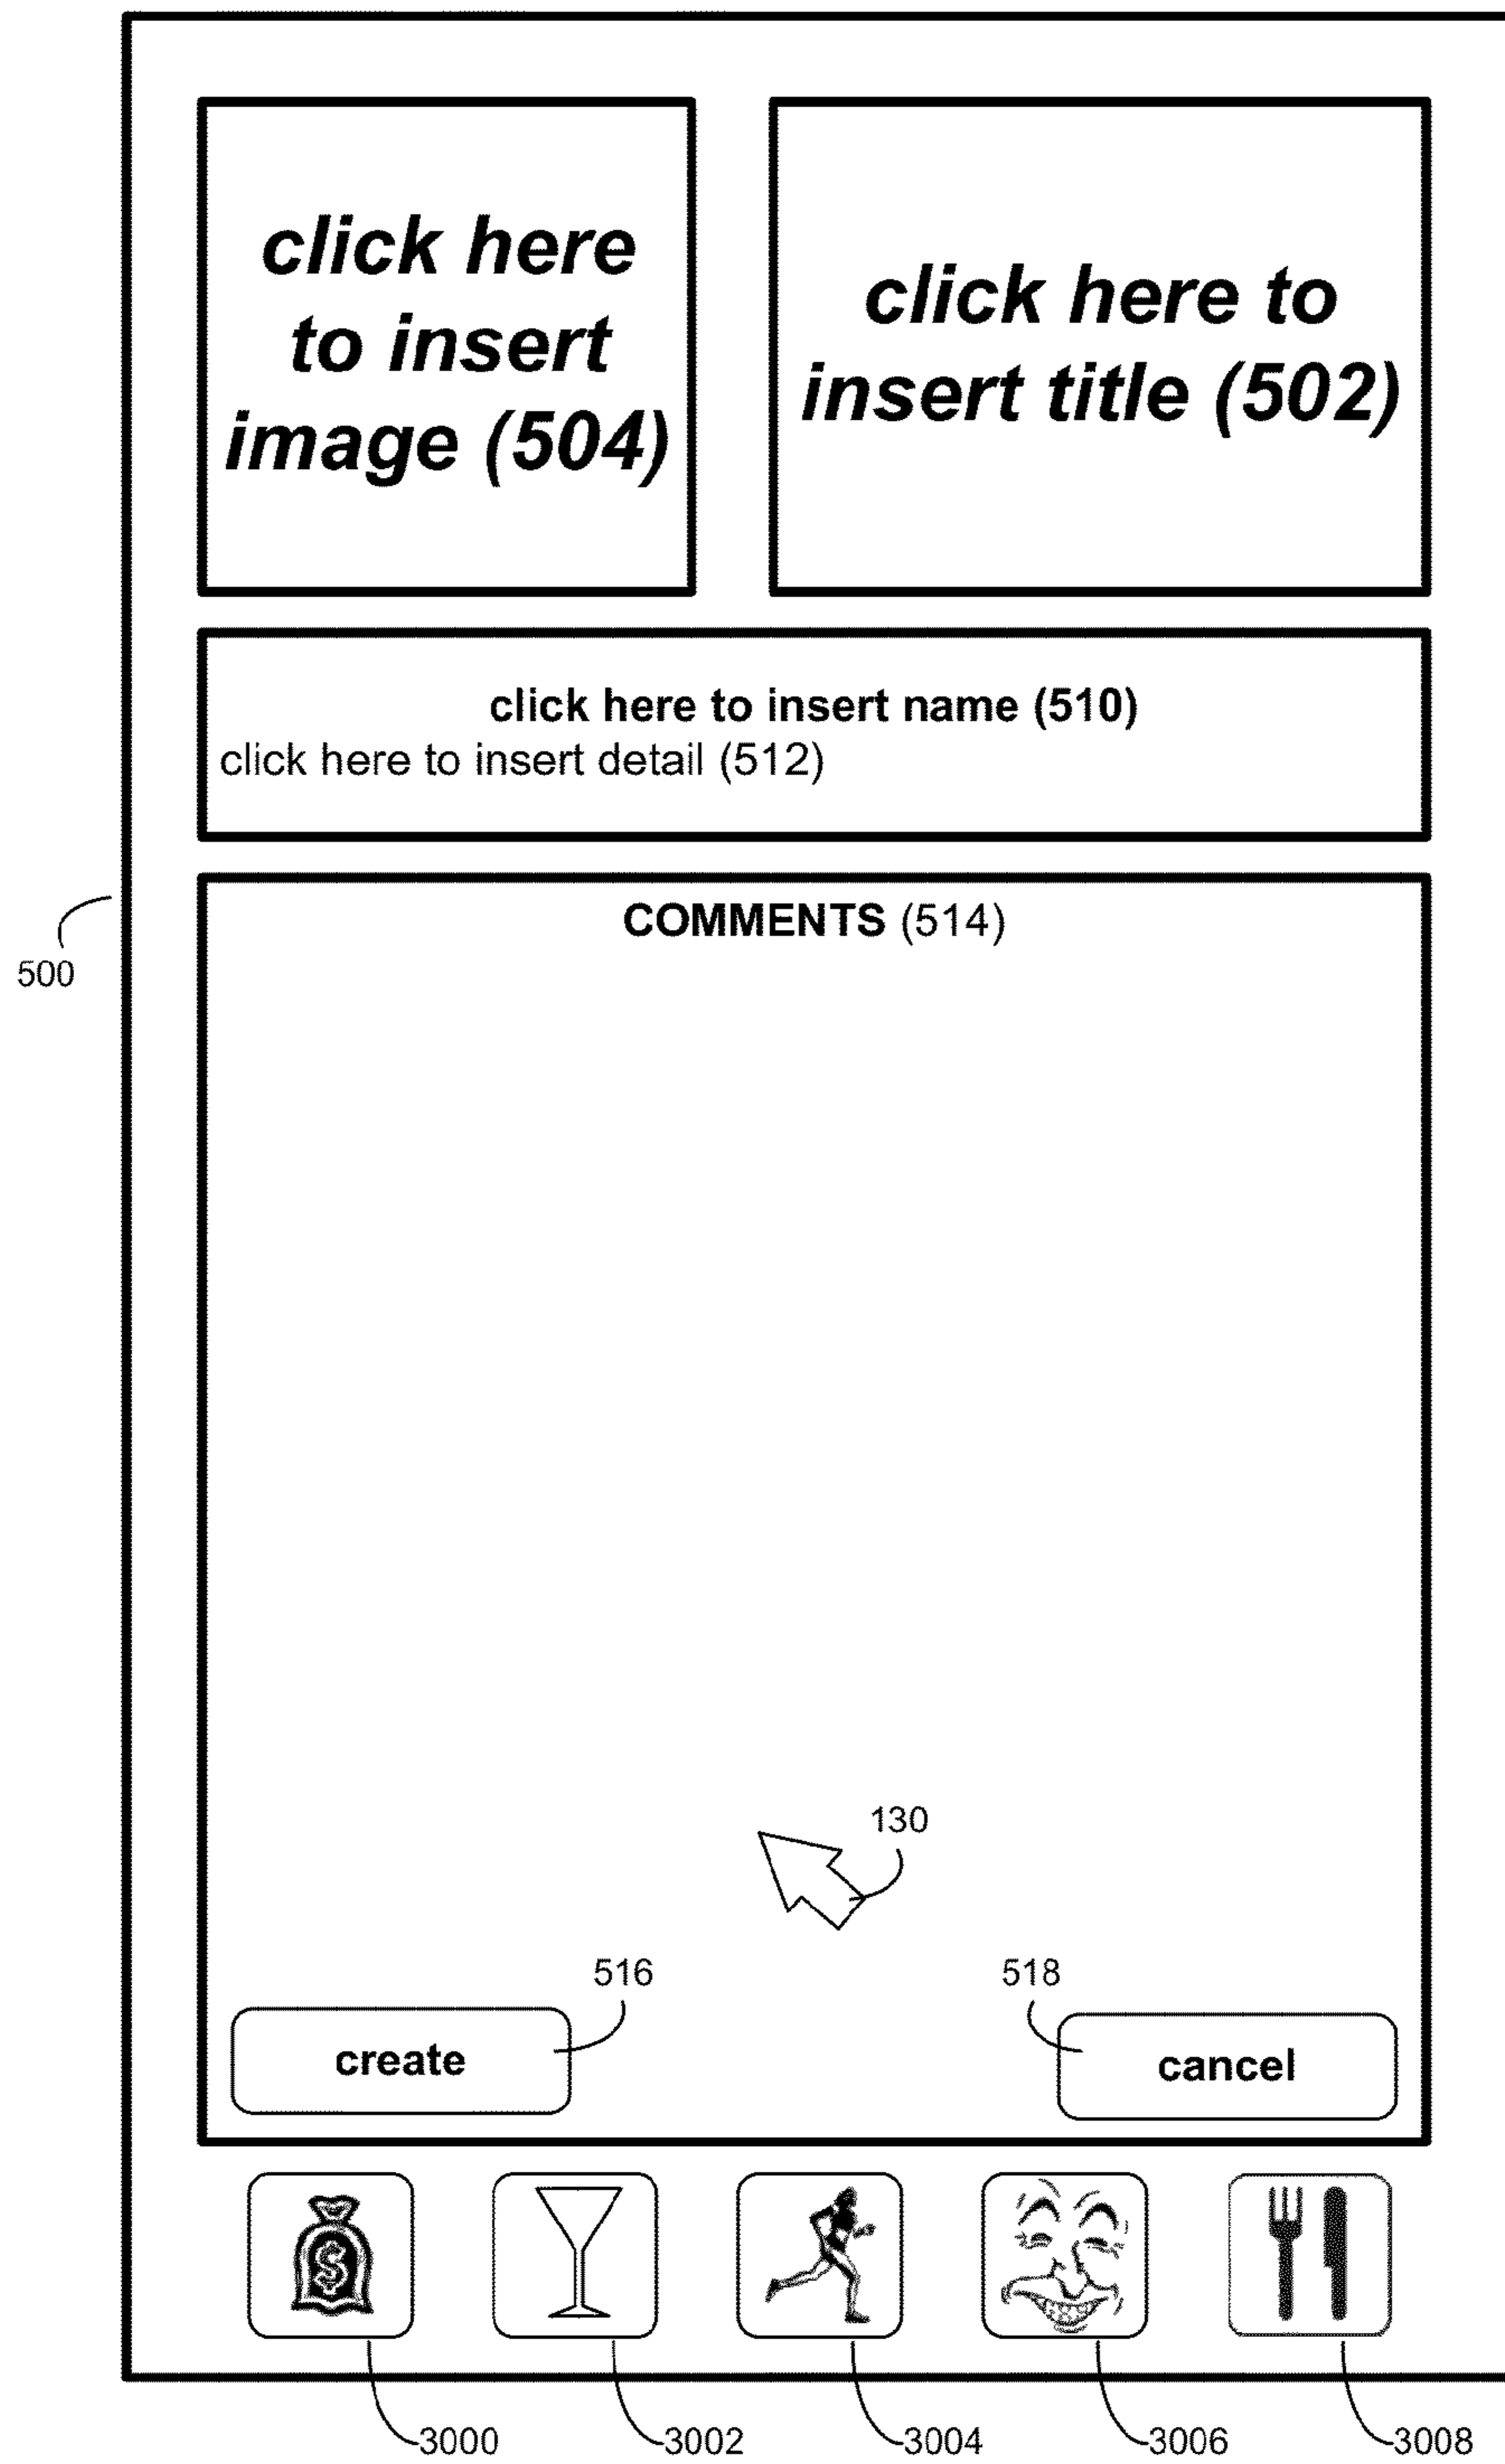 click here
to insert
image (504)
click here to
insert title (502)
click here to insert name (510)
click here to insert detail (512)
COMMENTS (514)
500
130
516
518
create
cancel
$
3000
3002
3004
3006
3008